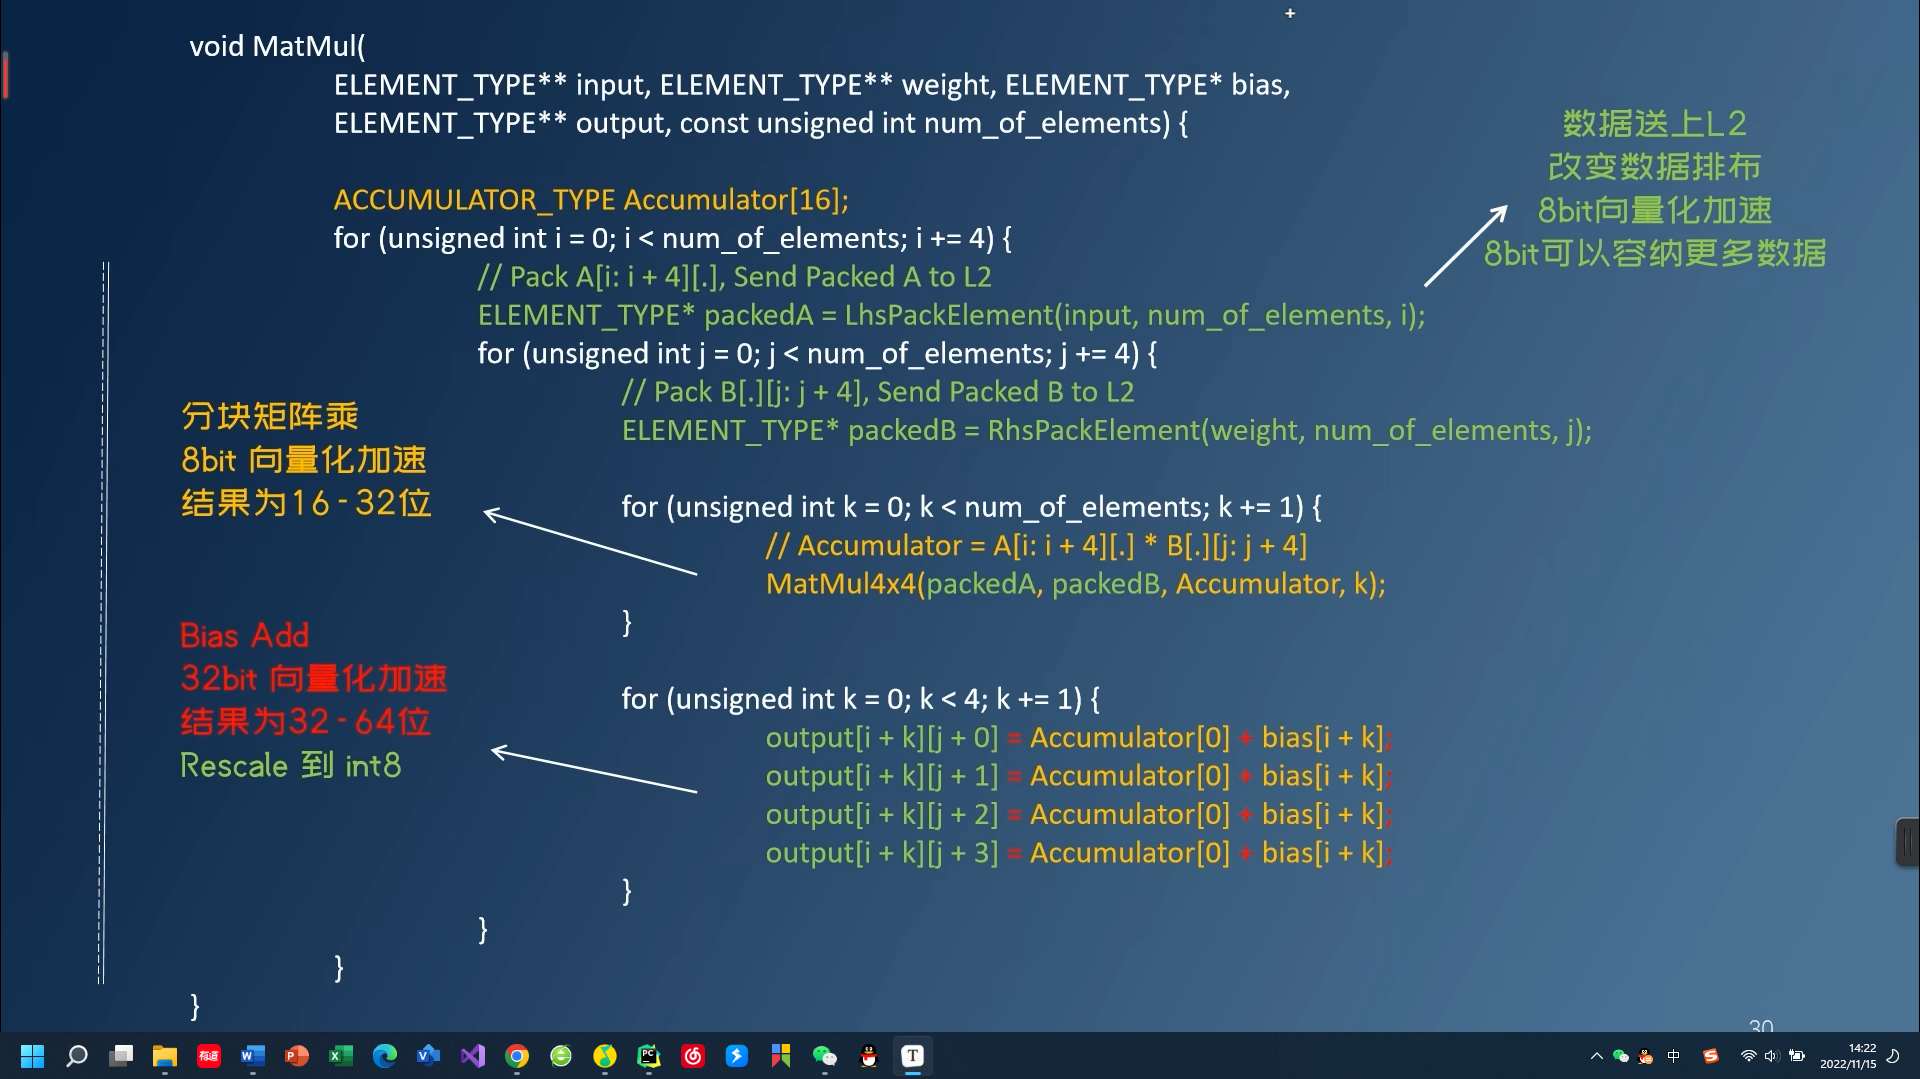 void MatMul(
ELEMENT_TYPE** input, ELEMENT_TYPE** weight, ELEMENT_TYPE* bias,
ELEMENT_TYPE** output, const unsigned int num_of_elements) {
ACCUMULATOR_TYPE Accumulator[16];
for (unsigned int i = 0; i < num_of_elements; i += 4) {
// Pack A[i: i + 4][.], Send Packed A to L2
ELEMENT_TYPE* packedA = LhsPackElement(input, num_of_elements, i);
for (unsigned int j = 0; j < num_of_elements; j += 4) {
// Pack B[.][j: j + 4], Send Packed B to L2
ELEMENT_TYPE* packedB = RhsPackElement(weight, num_of_elements, j);
for (unsigned int k = 0; k < num_of_elements; k += 1) {
// Accumulator = A[i: i + 4][.] * B[.][j: j + 4]
MatMul4x4(packedA, packedB, Accumulator, k);
}
for (unsigned int k = 0; k < 4; k += 1) {
output[i + k][j + 0] = Accumulator[0] + bias[i + k];
output[i + k][j + 1] = Accumulator[0] + bias[i + k];
output[i + k][j + 2] = Accumulator[0] + bias[i + k];
output[i + k][j + 3] = Accumulator[0] + bias[i + k];
}
}
}
}
数据送上L2
改变数据排布
8bit向量化加速
8bit可以容纳更多数据
分块矩阵乘
8bit 向量化加速
结果为16-32位
Bias Add
32bit 向量化加速
结果为32-64位
Rescale 到 int8
30
有道
中
14:22
2022/11/15